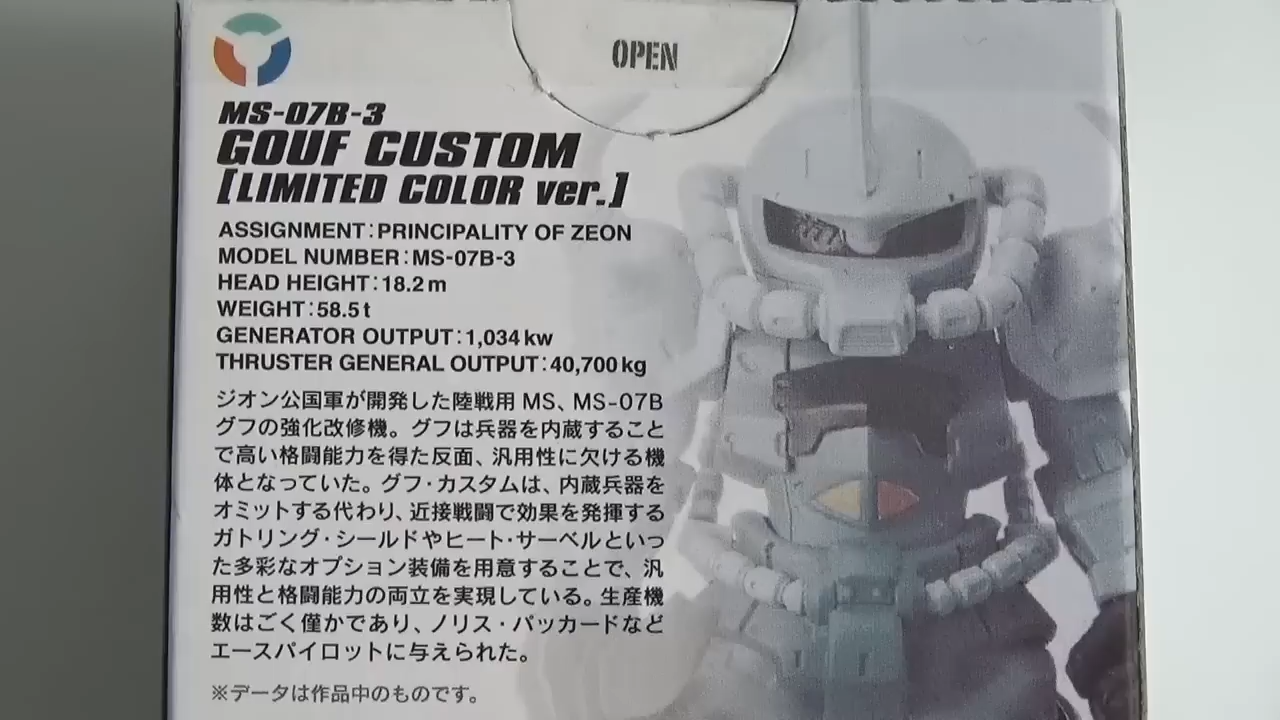 OPEN
MS-07B-3
GOUF CUSTOM
[LIMITED COLOR ver.]
ASSIGNMENT:PRINCIPALITY OF ZEON
MODEL NUMBER:MS-07B-3
HEAD HEIGHT:18.2m
WEIGHT:58.5t
GENERATOR OUTPUT:1,034kw
THRUSTER GENERAL OUTPUT:40,700kg
ジオン公国軍が開発した陸戦用MS、MS-07B
グフの強化改修機。グフは兵器を内蔵すること
で高い格闘能力を得た反面、汎用性に欠ける機
体となっていた。グフ・カスタムは、内蔵兵器を
オミットする代わり、近接戦闘で効果を発揮する
ガトリング・シールドやヒート・サーベルといっ
た多彩なオプション装備を用意することで、汎
用性と格闘能力の両立を実現している。生産機
数はごく僅かであり、ノリス・パッカードなど
エースパイロットに与えられた。
※データは作品中のものです。